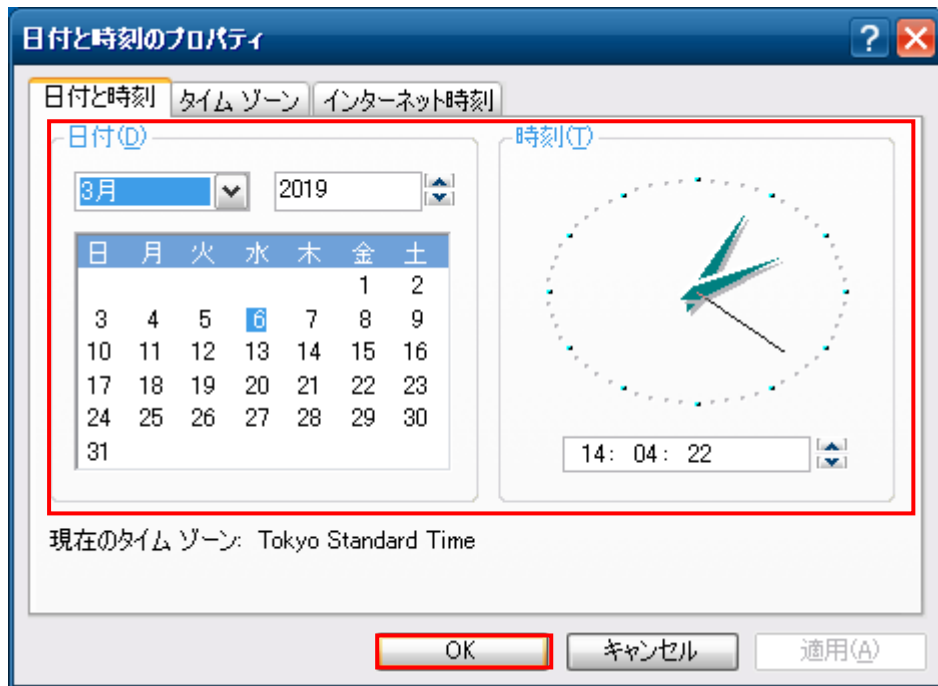 日付と時刻のプロパティ
日付と時刻 タイム ゾーン インターネット時刻
日付(D)
3月 2019
日 月 火 水 木 金 土
1 2
3 4 5 6 7 8 9
10 11 12 13 14 15 16
17 18 19 20 21 22 23
24 25 26 27 28 29 30
31
時刻(T)
14: 04: 22
現在のタイム ゾーン: Tokyo Standard Time
OK キャンセル 適用(A)